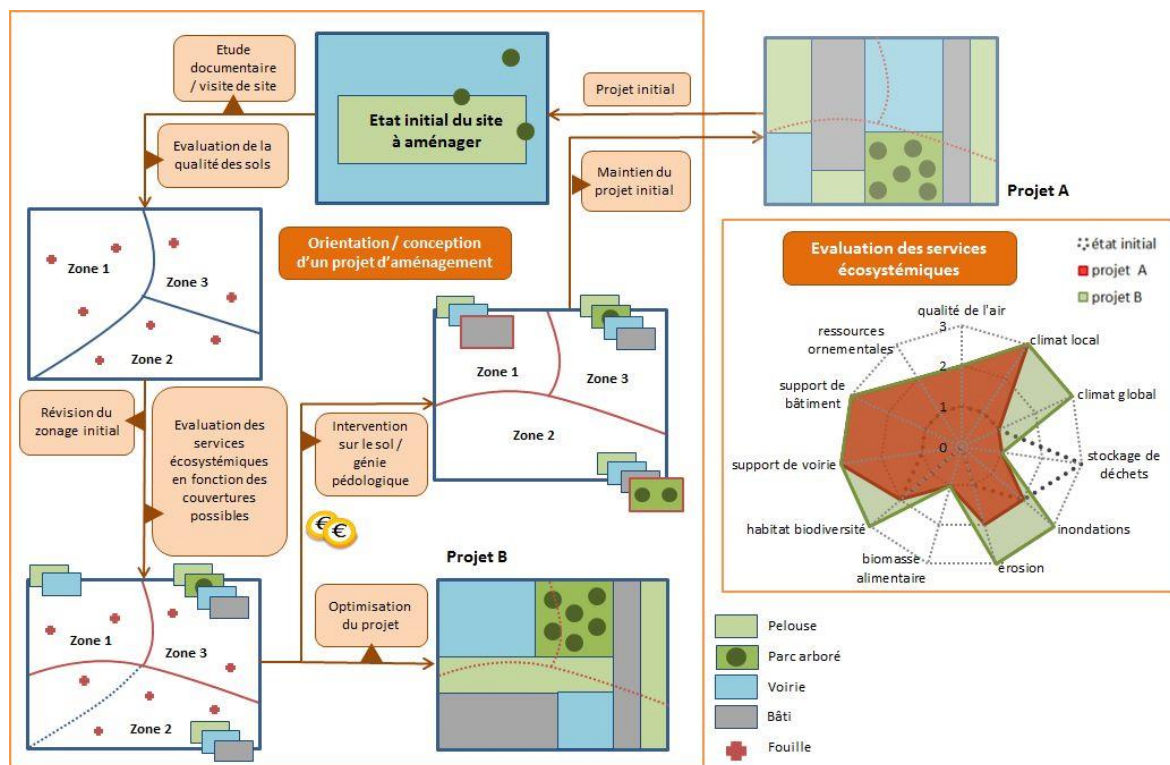 Etude
documentaire
/ visite de site
Evaluation de la
qualité des sols
Etat initial du site
à aménager
Projet initial
Maintien du
projet initial
Projet A
Orientation / conception
d'un projet d'aménagement
Zone 1
Zone 3
Zone 2
Révision du
zonage initial
Evaluation des
services
écosystémiques
en fonction des
couvertures
possibles
Intervention
sur le sol /
génie
pédologique
Zone 1
Zone 3
Zone 2
€
€
Zone 1
Zone 3
Zone 2
Optimisation
du projet
Projet B
Evaluation des services
écosystémiques
état initial
projet A
projet B
qualité de l'air
climat local
climat global
stockage de
déchets
inondations
érosion
biomasse
alimentaire
habitat biodiversité
support de voirie
support de
bâtiment
ressources
ornementales
3
2
1
0
Pelouse
Parc arboré
Voirie
Bâti
Fouille